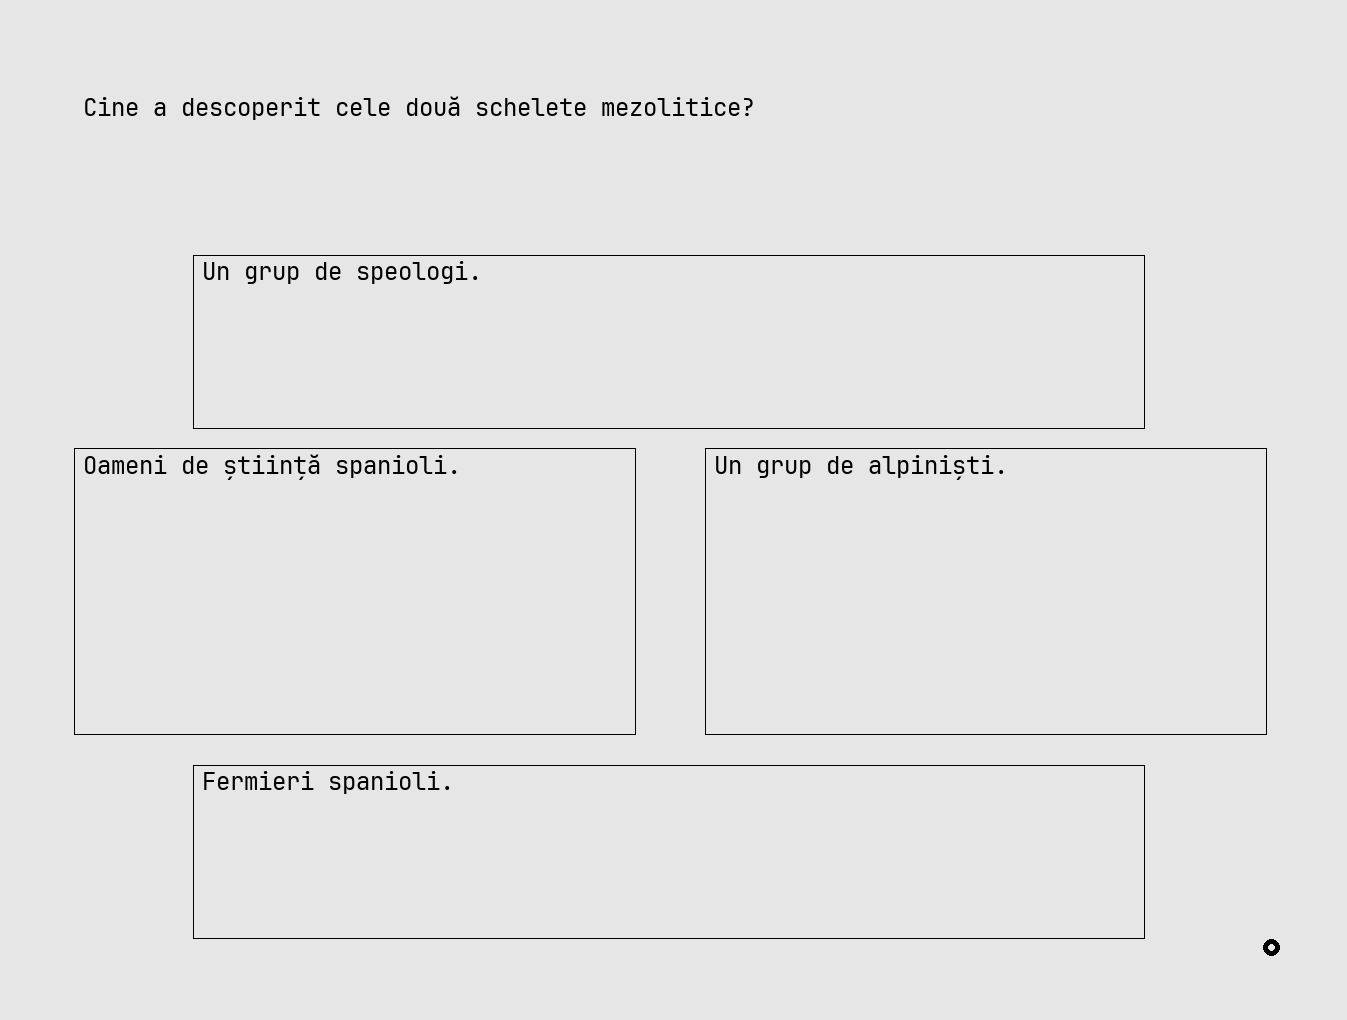 Cine a descoperit cele două schelete mezolitice?
Un grup de speologi.
Oameni de știință spanioli.
Un grup de alpiniști.
Fermieri spanioli.